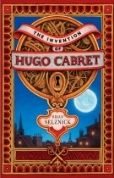 THE INVENTION
OF
HUGO CABRET
BRIAN
SELZNICK